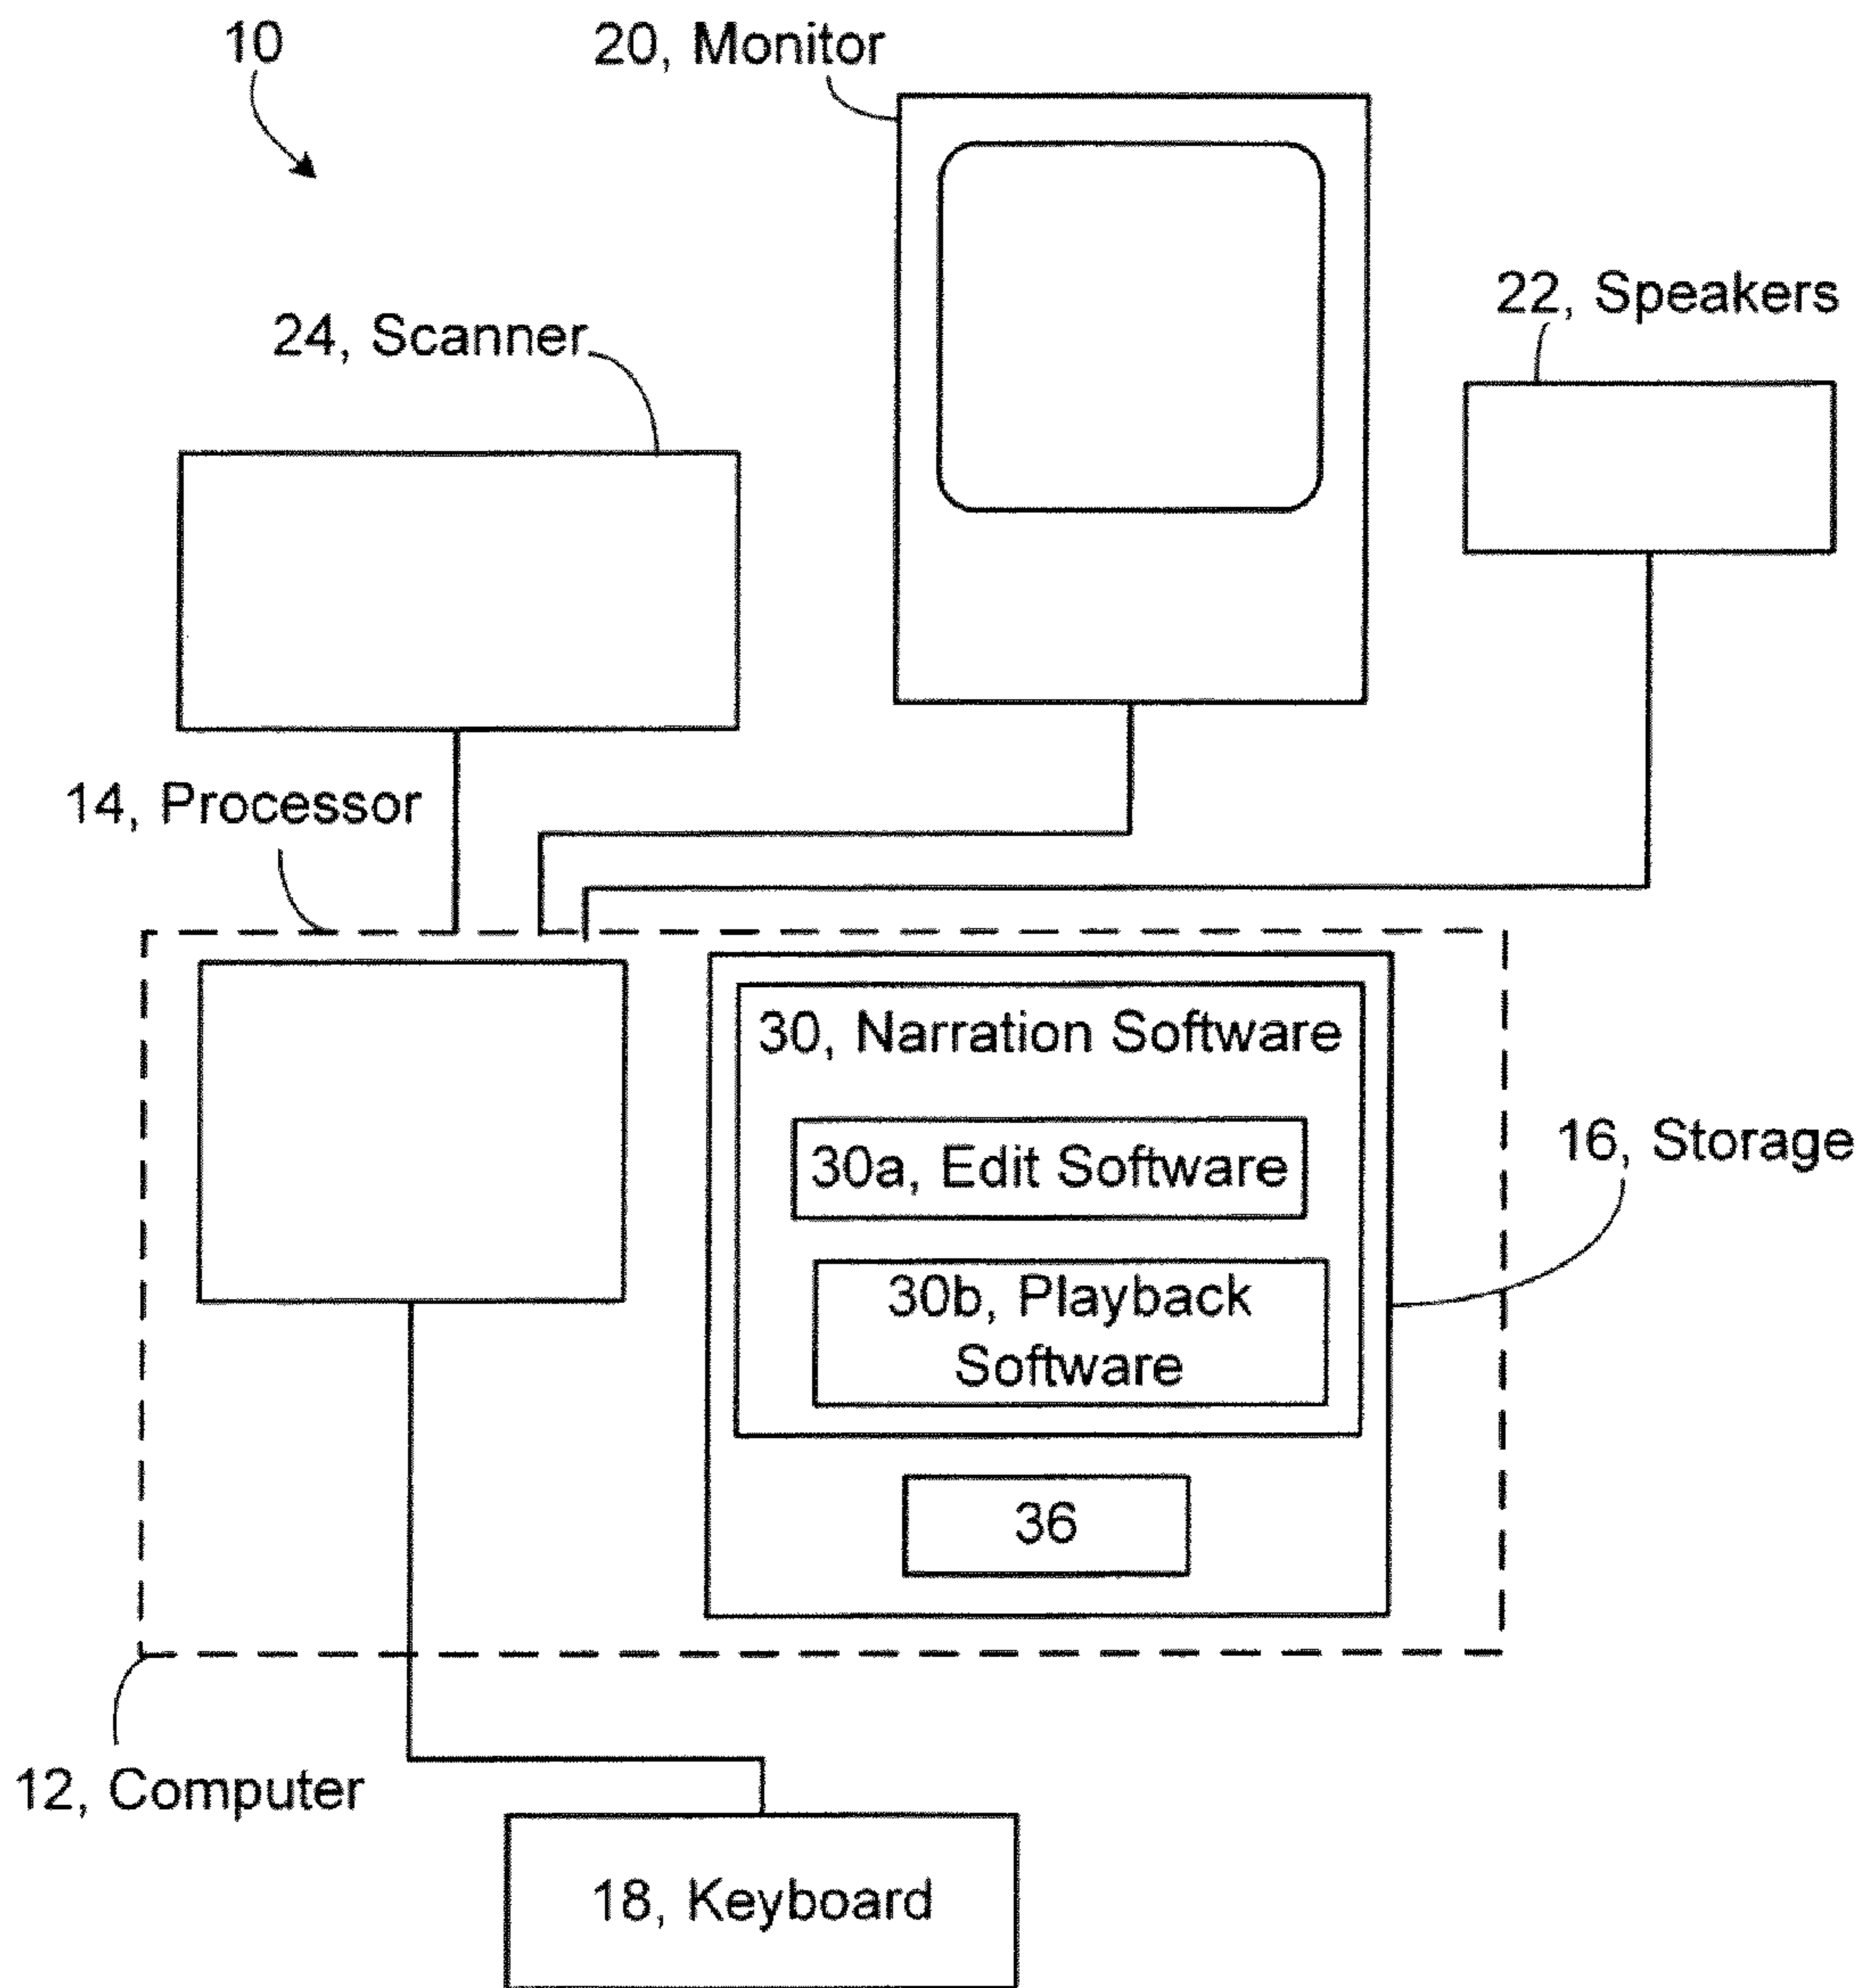 10
20, Monitor
22, Speakers
24, Scanner
14, Processor
30, Narration Software
30a, Edit Software
16, Storage
30b, Playback
Software
36
12, Computer
18, Keyboard